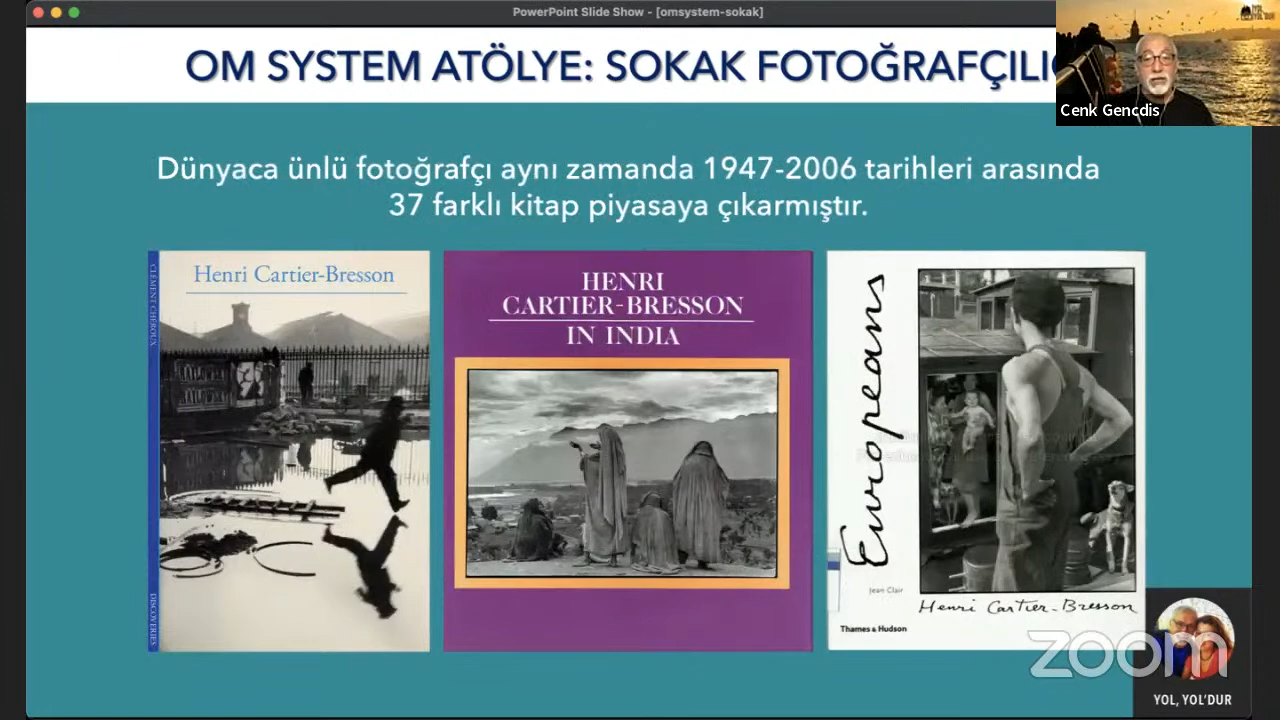 PowerPoint Slide Show - [omsystem-sokak]
OM SYSTEM ATÖLYE: SOKAK FOTOĞRAFÇILI
Cenk Gencdis
Dünyaca ünlü fotoğrafçı aynı zamanda 1947-2006 tarihleri arasında
37 farklı kitap piyasaya çıkarmıştır.
CLÉMENT CHÉROUX
Henri Cartier-Bresson
DISCOVERIES
HENRI
CARTIER-BRESSON
IN INDIA
Europeans
Jean Clair
Henri Cartier-Bresson
Thames & Hudson
zoom
YOL, YOL'DUR